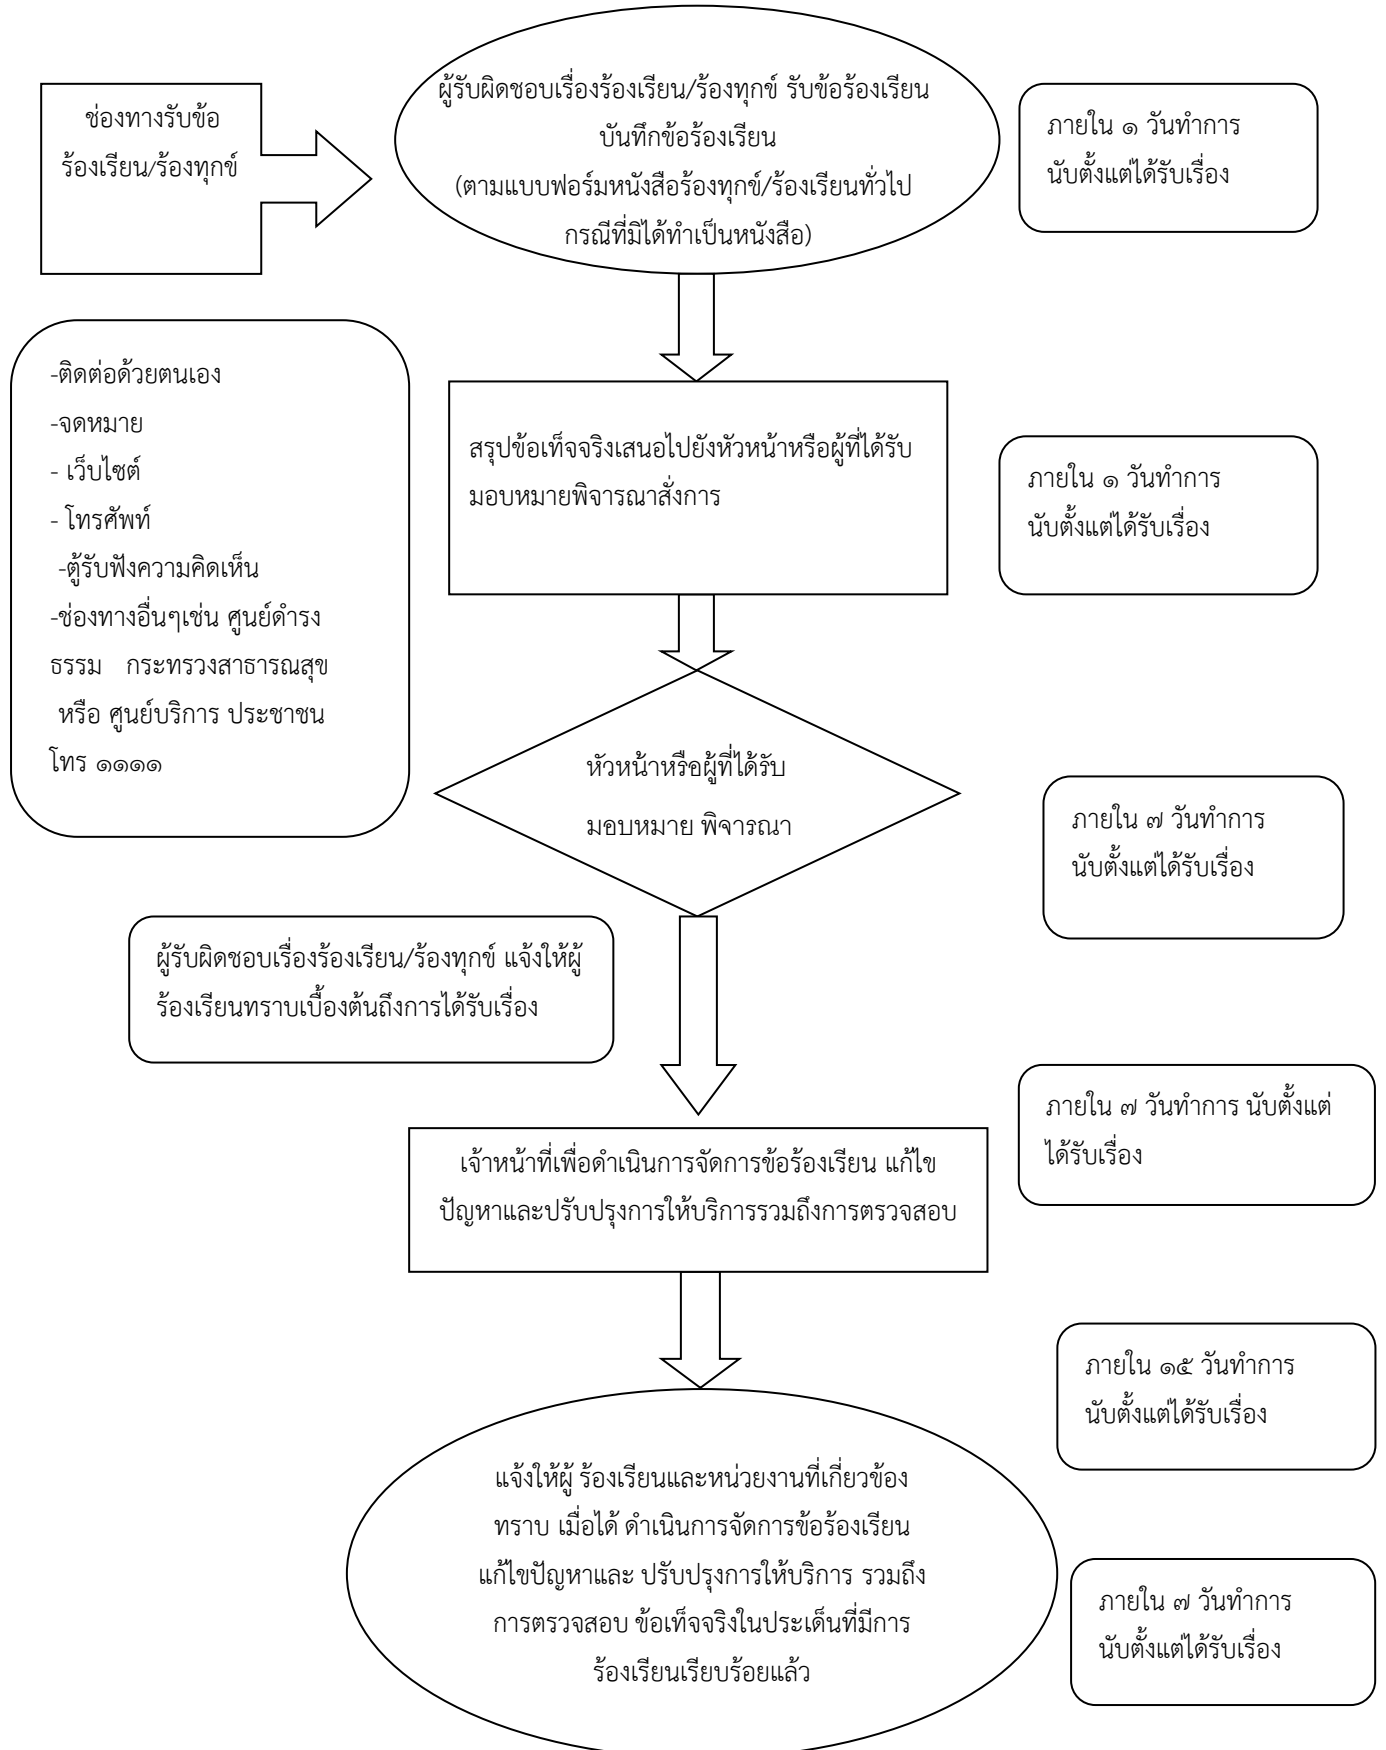 ช่องทางรับข้อ
ร้องเรียน/ร้องทุกข์
ผู้รับผิดชอบเรื่องร้องเรียน/ร้องทุกข์ รับข้อร้องเรียน
บันทึกข้อร้องเรียน
(ตามแบบฟอร์มหนังสือร้องทุกข์/ร้องเรียนทั่วไป
กรณีที่มิได้ทำเป็นหนังสือ)
ภายใน ๑ วันทำการ
นับตั้งแต่ได้รับเรื่อง
-ติดต่อด้วยตนเอง
-จดหมาย
- เว็บไซต์
- โทรศัพท์
-ตู้รับฟังความคิดเห็น
-ช่องทางอื่นๆเช่น ศูนย์ดำรง
ธรรม กระทรวงสาธารณสุข
หรือ ศูนย์บริการ ประชาชน
โทร ๑๑๑๑
สรุปข้อเท็จจริงเสนอไปยังหัวหน้าหรือผู้ที่ได้รับ
มอบหมายพิจารณาสั่งการ
ภายใน ๑ วันทำการ
นับตั้งแต่ได้รับเรื่อง
หัวหน้าหรือผู้ที่ได้รับ
มอบหมาย พิจารณา
ภายใน ๗ วันทำการ
นับตั้งแต่ได้รับเรื่อง
ผู้รับผิดชอบเรื่องร้องเรียน/ร้องทุกข์ แจ้งให้ผู้
ร้องเรียนทราบเบื้องต้นถึงการได้รับเรื่อง
ภายใน ๗ วันทำการ นับตั้งแต่
ได้รับเรื่อง
เจ้าหน้าที่เพื่อดำเนินการจัดการข้อร้องเรียน แก้ไข
ปัญหาและปรับปรุงการให้บริการรวมถึงการตรวจสอบ
ภายใน ๑๕ วันทำการ
นับตั้งแต่ได้รับเรื่อง
แจ้งให้ผู้ ร้องเรียนและหน่วยงานที่เกี่ยวข้อง
ทราบ เมื่อได้ ดำเนินการจัดการข้อร้องเรียน
แก้ไขปัญหาและ ปรับปรุงการให้บริการ รวมถึง
การตรวจสอบ ข้อเท็จจริงในประเด็นที่มีการ
ร้องเรียนเรียบร้อยแล้ว
ภายใน ๗ วันทำการ
นับตั้งแต่ได้รับเรื่อง